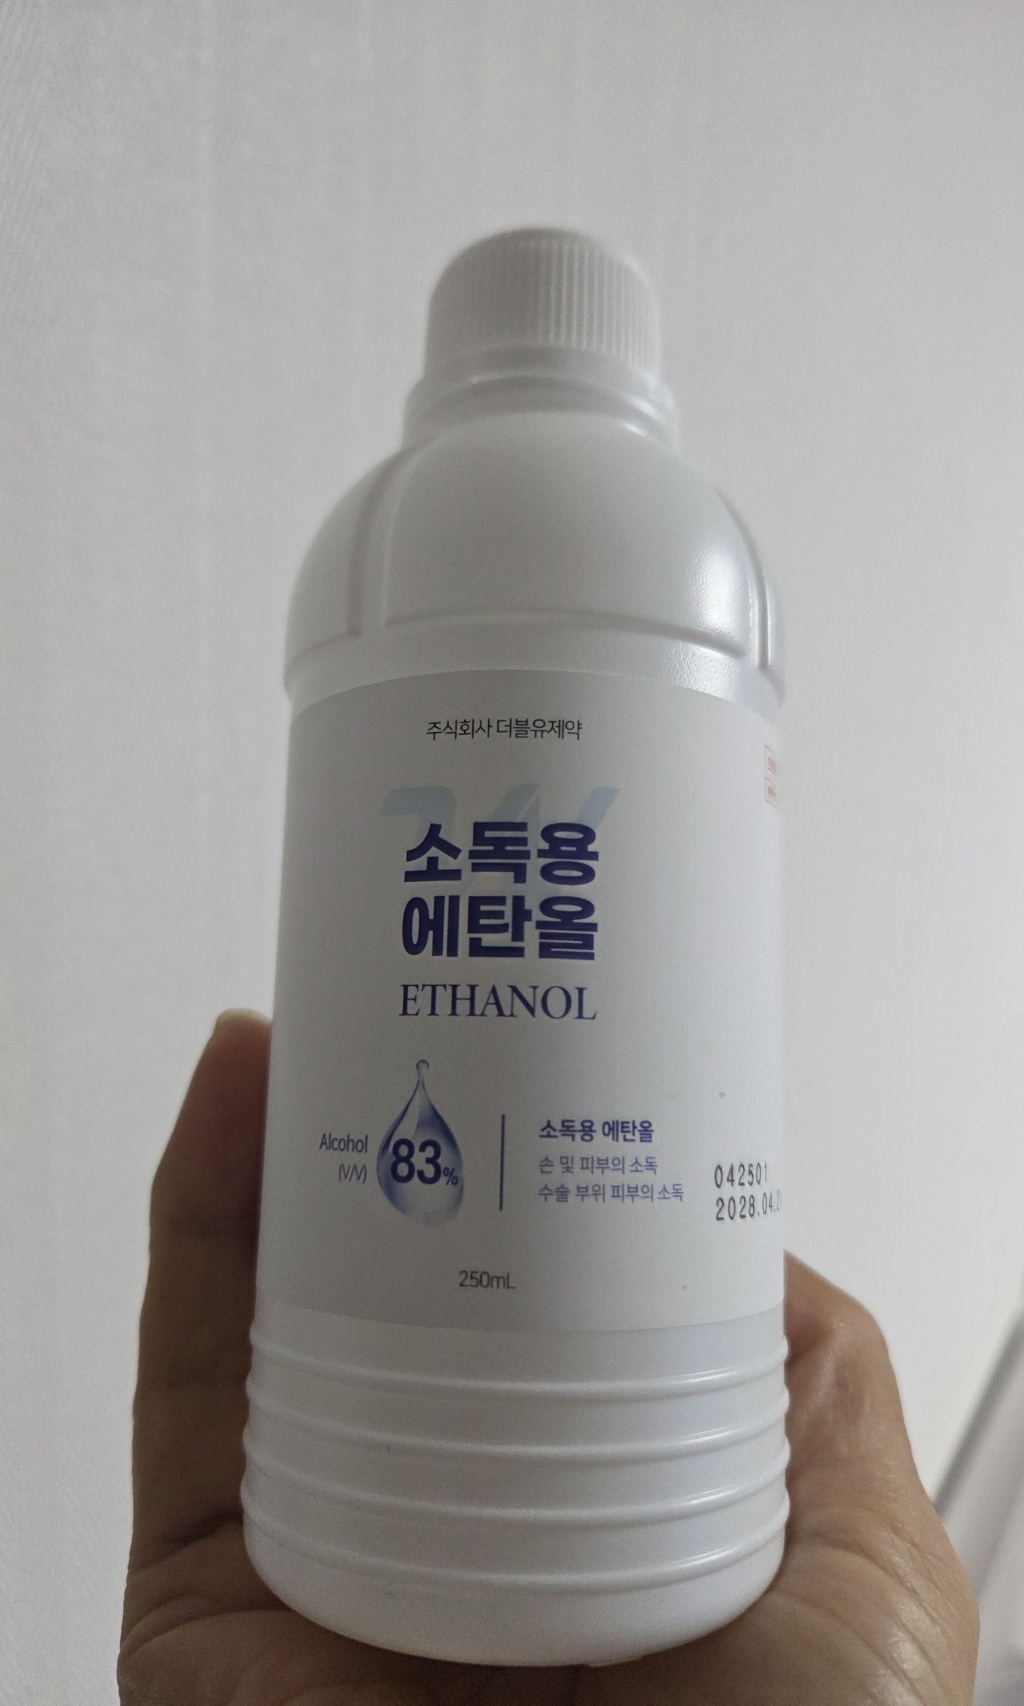 주식회사 더블유제약
소독용
에탄올
ETHANOL
Alcohol
(V/V)
83%
소독용 에탄올
손 및 피부의 소독
수술 부위 피부의 소독
042501
2028.04.
250mL